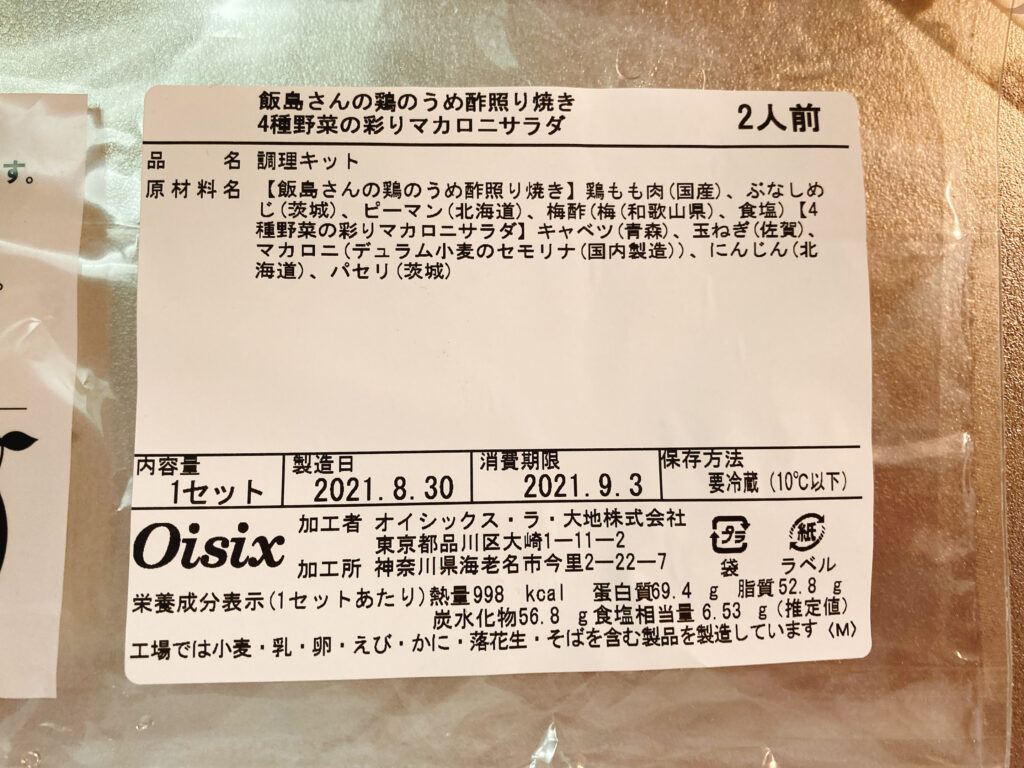 す。
。
飯島さんの鶏のうめ酢照り焼き
4種野菜の彩りマカロニサラダ
2人前
品名 調理キット
原材料名 【飯島さんの鶏のうめ酢照り焼き】鶏もも肉(国産)、ぶなしめ
じ(茨城)、ピーマン(北海道)、梅酢(梅(和歌山県)、食塩)【4
種野菜の彩りマカロニサラダ】キャベツ(青森)、玉ねぎ(佐賀)、
マカロニ(デュラム小麦のセモリナ(国内製造))、にんじん(北
海道)、パセリ(茨城)
内容量 製造日 消費期限 保存方法
1セット 2021.8.30 2021.9.3 要冷蔵(10℃以下)
Oisix
加工者 オイシックス・ラ・大地株式会社
東京都品川区大崎1-11-2
加工所 神奈川県海老名市今里2-22-7
プラ 紙
袋 ラベル
栄養成分表示(1セットあたり)熱量998 kcal 蛋白質69.4 g 脂質52.8 g
炭水化物56.8 g食塩相当量 6.53 g(推定値)
工場では小麦・乳・卵・えび・かに・落花生・そばを含む製品を製造しています〈M〉